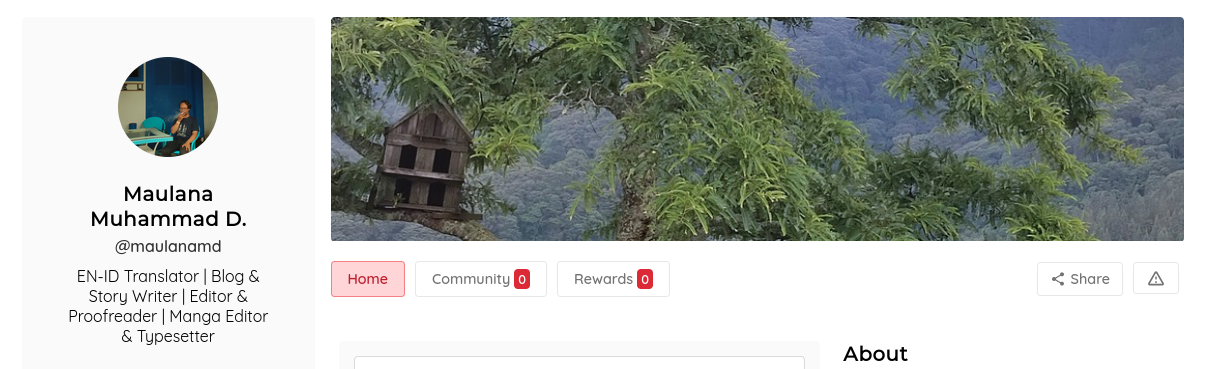 Maulana
Muhammad D.
@maulanamd
EN-ID Translator | Blog &
Story Writer | Editor &
Proofreader | Manga Editor
& Typesetter
Home
Community 0
Rewards 0
Share
About